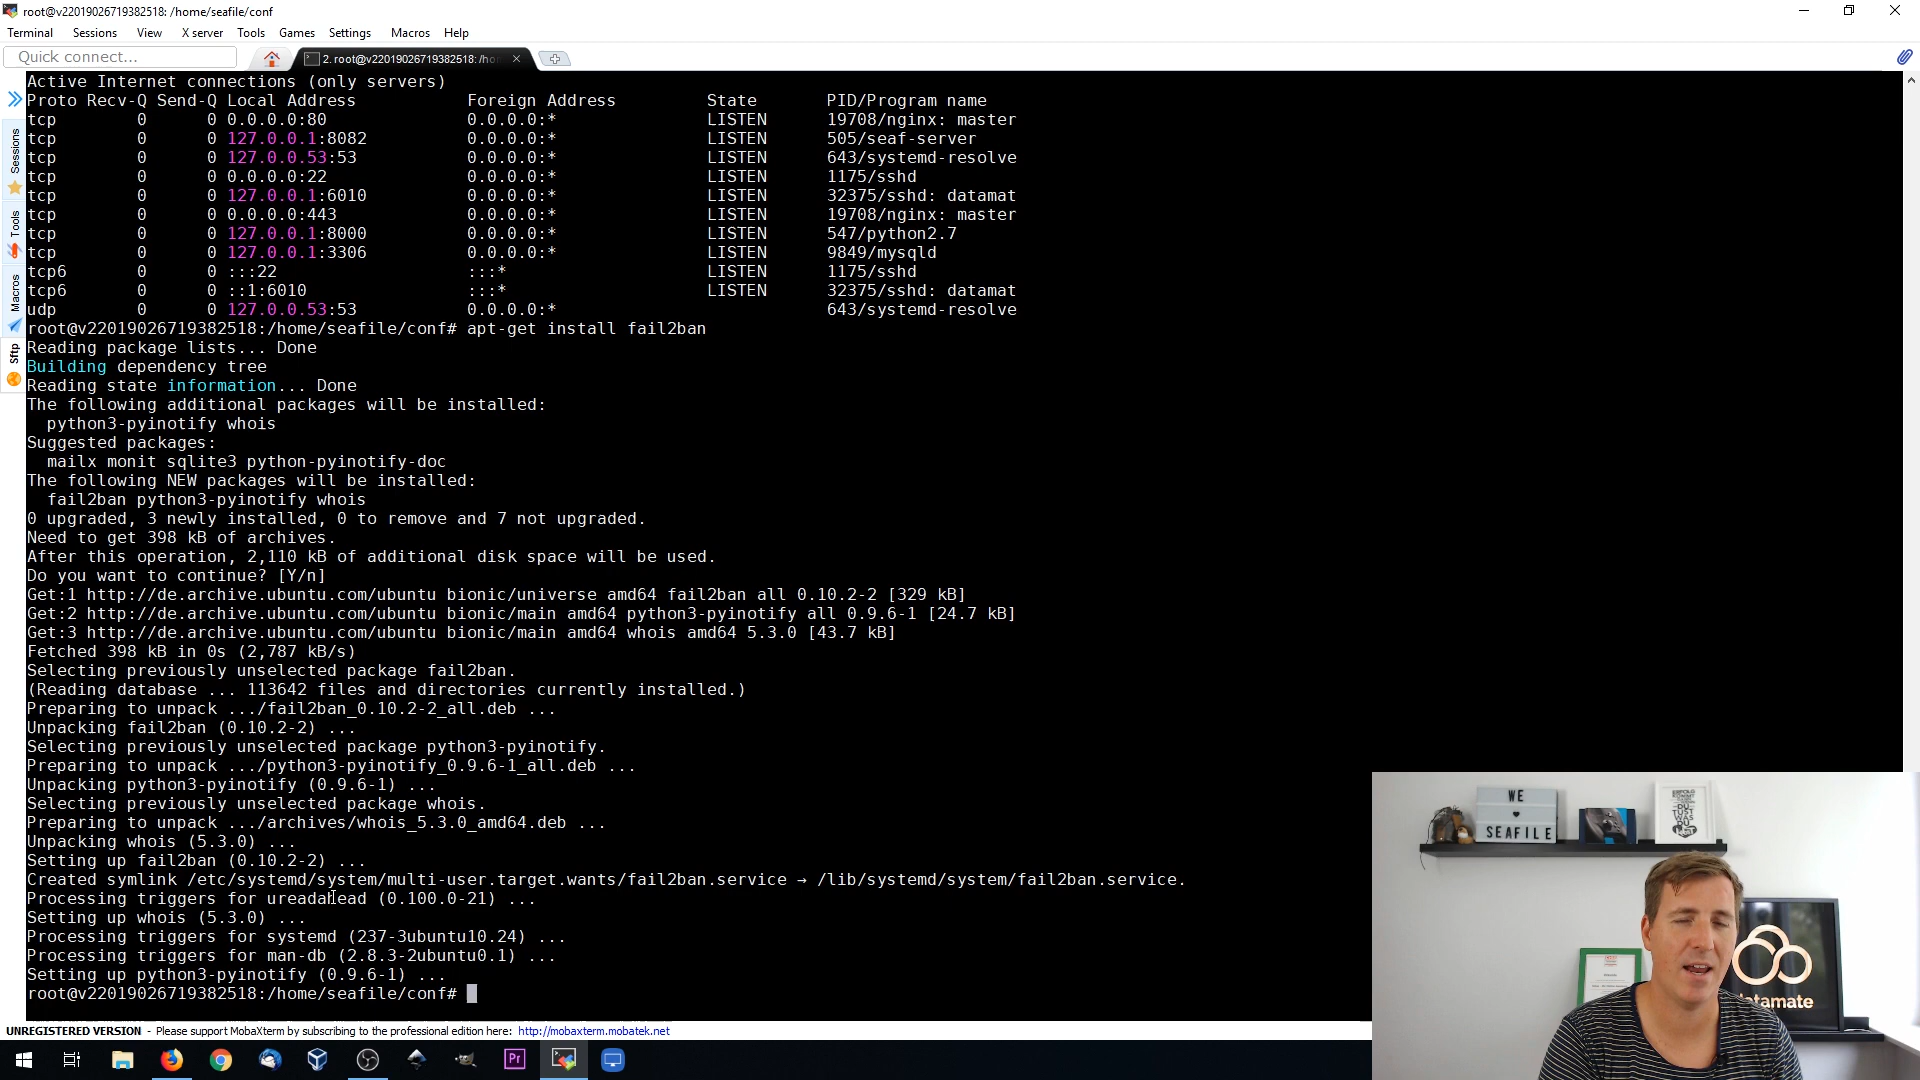 root@v22019026719382518: /home/seafile/conf
Terminal Sessions View X server Tools Games Settings Macros Help
Quick connect...
2. root@v22019026719382518: /ho
Active Internet connections (only servers)
Proto Recv-Q Send-Q Local Address Foreign Address State PID/Program name
tcp 0 0 0.0.0.0:80 0.0.0.0:* LISTEN 19708/nginx: master
tcp 0 0 127.0.0.1:8082 0.0.0.0:* LISTEN 505/seaf-server
tcp 0 0 127.0.0.53:53 0.0.0.0:* LISTEN 643/systemd-resolve
tcp 0 0 0.0.0.0:22 0.0.0.0:* LISTEN 1175/sshd
tcp 0 0 127.0.0.1:6010 0.0.0.0:* LISTEN 32375/sshd: datamat
tcp 0 0 0.0.0.0:443 0.0.0.0:* LISTEN 19708/nginx: master
tcp 0 0 127.0.0.1:8000 0.0.0.0:* LISTEN 547/python2.7
tcp 0 0 127.0.0.1:3306 0.0.0.0:* LISTEN 9849/mysqld
tcp6 0 0 :::22 :::* LISTEN 1175/sshd
tcp6 0 0 ::1:6010 :::* LISTEN 32375/sshd: datamat
udp 0 0 127.0.0.53:53 0.0.0.0:* 643/systemd-resolve
root@v22019026719382518:/home/seafile/conf# apt-get install fail2ban
Reading package lists... Done
Building dependency tree
Reading state information... Done
The following additional packages will be installed:
python3-pyinotify whois
Suggested packages:
mailx monit sqlite3 python-pyinotify-doc
The following NEW packages will be installed:
fail2ban python3-pyinotify whois
0 upgraded, 3 newly installed, 0 to remove and 7 not upgraded.
Need to get 398 kB of archives.
After this operation, 2,110 kB of additional disk space will be used.
Do you want to continue? [Y/n]
Get:1 http://de.archive.ubuntu.com/ubuntu bionic/universe amd64 fail2ban all 0.10.2-2 [329 kB]
Get:2 http://de.archive.ubuntu.com/ubuntu bionic/main amd64 python3-pyinotify all 0.9.6-1 [24.7 kB]
Get:3 http://de.archive.ubuntu.com/ubuntu bionic/main amd64 whois amd64 5.3.0 [43.7 kB]
Fetched 398 kB in 0s (2,787 kB/s)
Selecting previously unselected package fail2ban.
(Reading database ... 113642 files and directories currently installed.)
Preparing to unpack .../fail2ban_0.10.2-2_all.deb ...
Unpacking fail2ban (0.10.2-2) ...
Selecting previously unselected package python3-pyinotify.
Preparing to unpack .../python3-pyinotify_0.9.6-1_all.deb ...
Unpacking python3-pyinotify (0.9.6-1) ...
Selecting previously unselected package whois.
Preparing to unpack .../archives/whois_5.3.0_amd64.deb ...
Unpacking whois (5.3.0) ...
Setting up fail2ban (0.10.2-2) ...
Created symlink /etc/systemd/system/multi-user.target.wants/fail2ban.service → /lib/systemd/system/fail2ban.service.
Processing triggers for ureadahead (0.100.0-21) ...
Setting up whois (5.3.0) ...
Processing triggers for systemd (237-3ubuntu10.24) ...
Processing triggers for man-db (2.8.3-2ubuntu0.1) ...
Setting up python3-pyinotify (0.9.6-1) ...
root@v22019026719382518:/home/seafile/conf#
Sessions
Tools
Macros
Sftp
WE
♥
SEAFILE
ERFOLG
KOMMT
DU
TUST
WAS
DU
atamate
UNREGISTERED VERSION - Please support MobaXterm by subscribing to the professional edition here: http://mobaxterm.mobatek.net
Pr